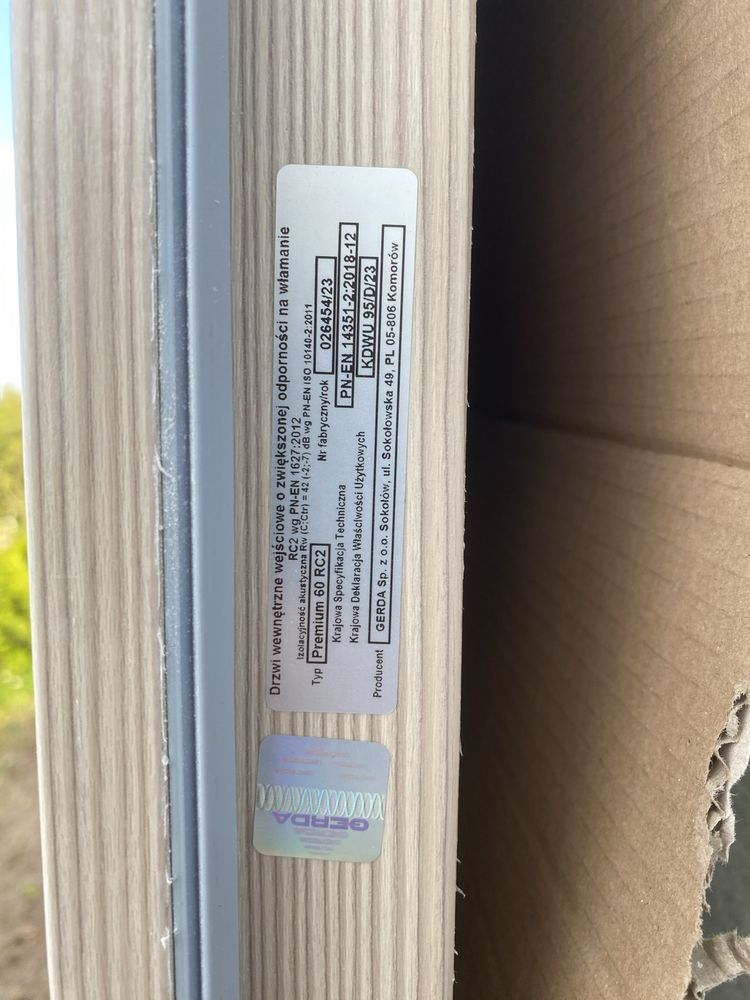 Drzwi wewnętrzne wejściowe o zwiększonej odporności na włamanie
RC2 wg PN-EN 1627:2012
Izolacyjność akustyczna Rw (C;Ctr) = 42 (-2;-7) dB wg PN-EN ISO 10140-2:2011
Typ Premium 60 RC2 Nr fabryczny/rok 026454/23
Krajowa Specyfikacja Techniczna PN-EN 14351-2:2018-12
Krajowa Deklaracja Właściwości Użytkowych KDWU 95/D/23
Producent GERDA Sp. z o.o. Sokołów, ul. Sokołowska 49, PL 05-806 Komorów
GERDA